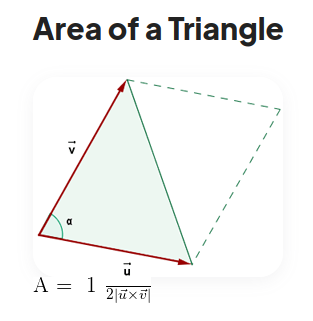 Area of a Triangle
v⃗
α
u⃗
A = 1 / 2|u⃗×v⃗|